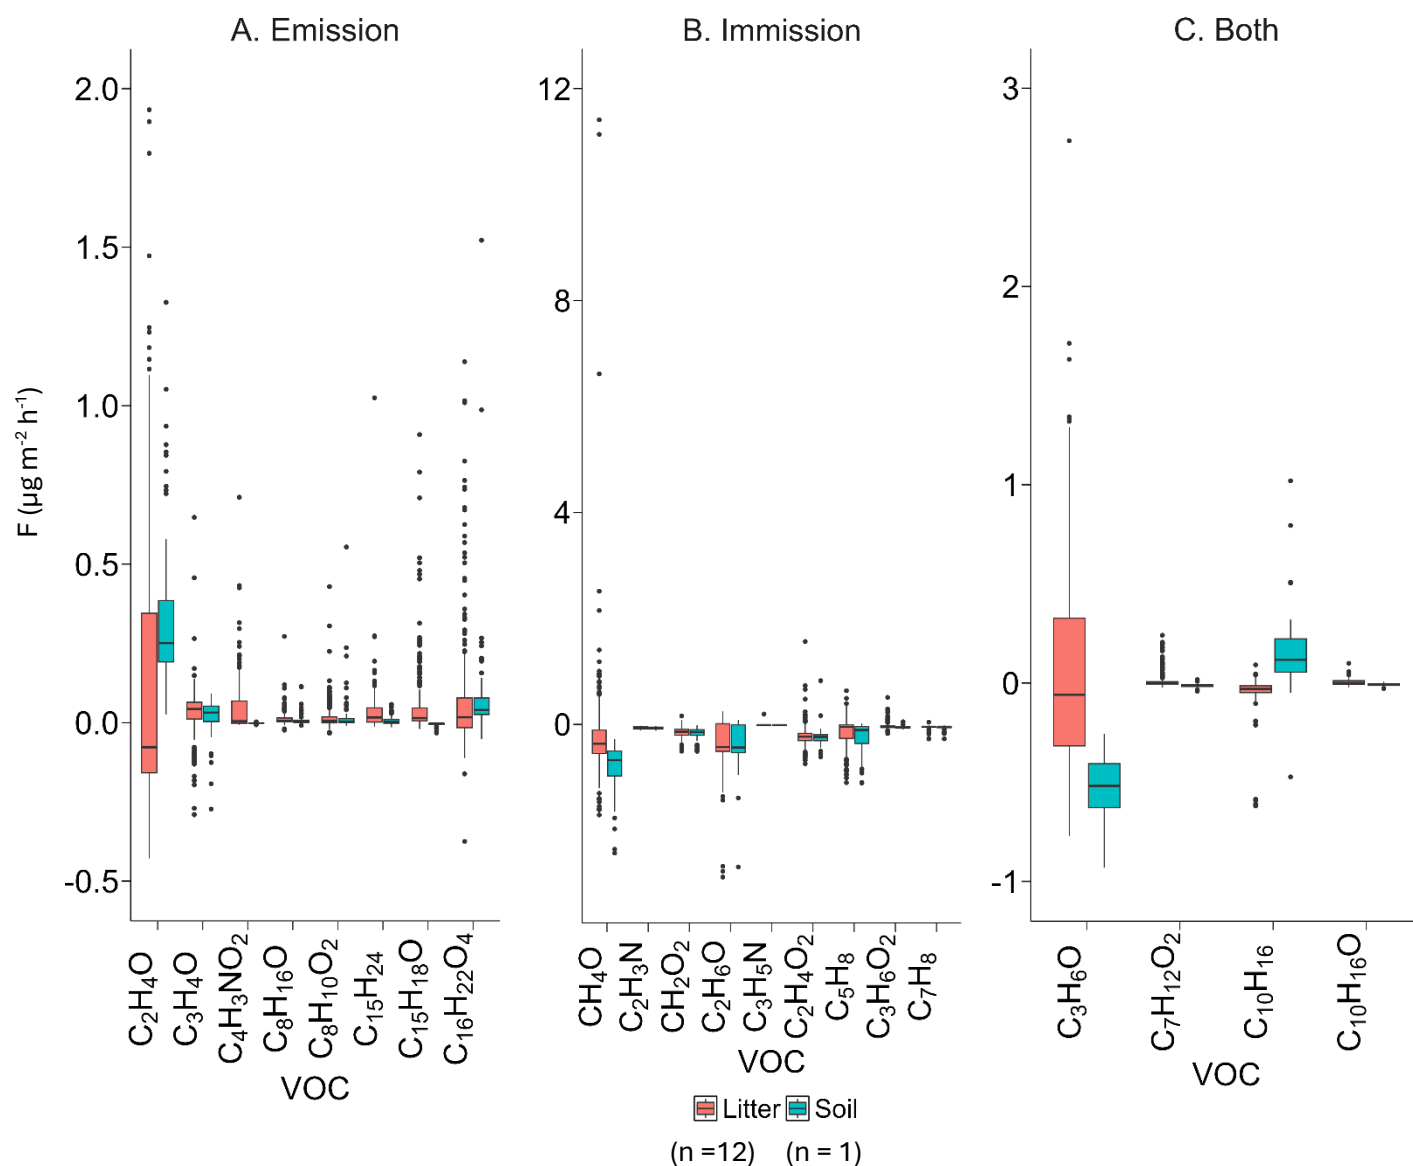 A. Emission
B. Immission
C. Both
F (µg m⁻² h⁻¹)
2.0
1.5
1.0
0.5
0.0
-0.5
12
8
4
0
3
2
1
0
-1
C₂H₄O
C₃H₄O
C₄H₃NO₂
C₈H₁₆O
C₈H₁₀O₂
C₁₅H₂₄
C₁₅H₁₈O
C₁₆H₂₂O₄
VOC
CH₄O
C₂H₃N
CH₂O₂
C₂H₆O
C₃H₅N
C₂H₄O₂
C₅H₈
C₃H₆O₂
C₇H₈
VOC
C₃H₆O
C₇H₁₂O₂
C₁₀H₁₆
C₁₀H₁₆O
VOC
Litter Soil
(n =12) (n = 1)